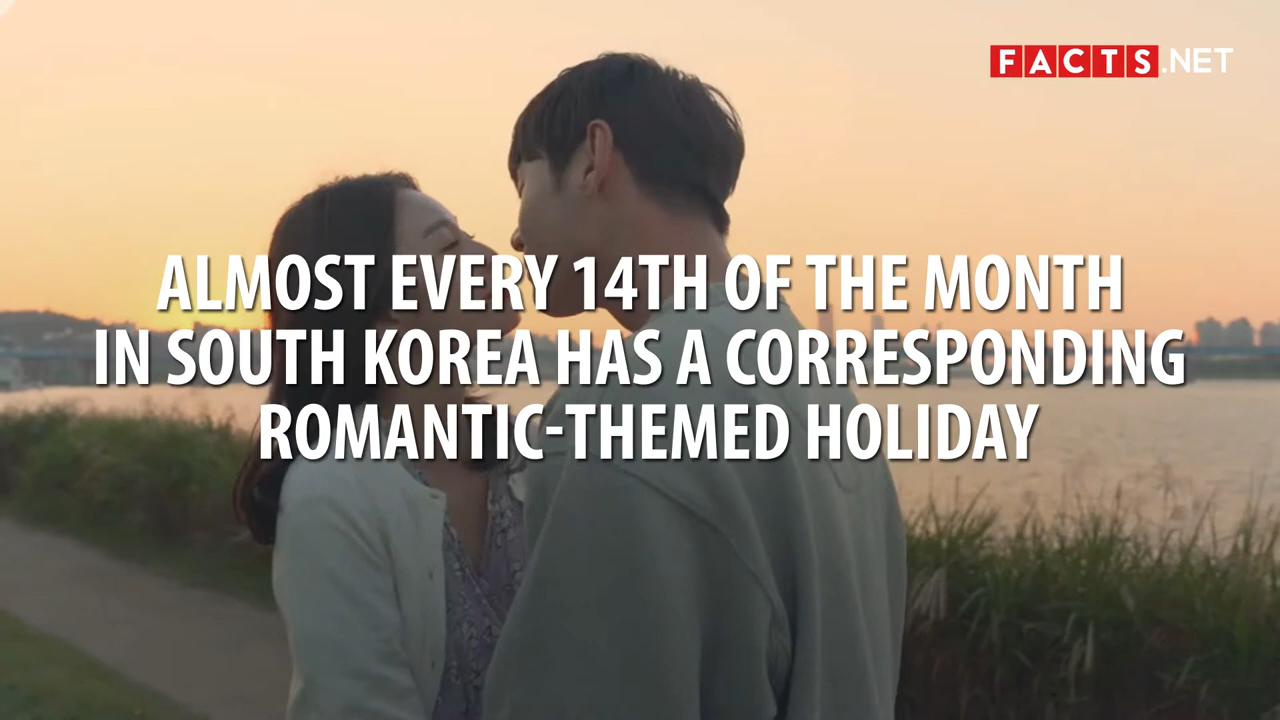 FACTS.NET
ALMOST EVERY 14TH OF THE MONTH
IN SOUTH KOREA HAS A CORRESPONDING
ROMANTIC-THEMED HOLIDAY